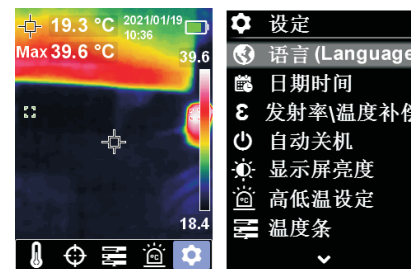 19.3 °C 2021/01/19
10:36
Max 39.6 °C
39.6
18.4
°C
设定
语言 (Language
日期时间
ε 发射率\温度补偿
自动关机
显示屏亮度
°C 高低温设定
温度条